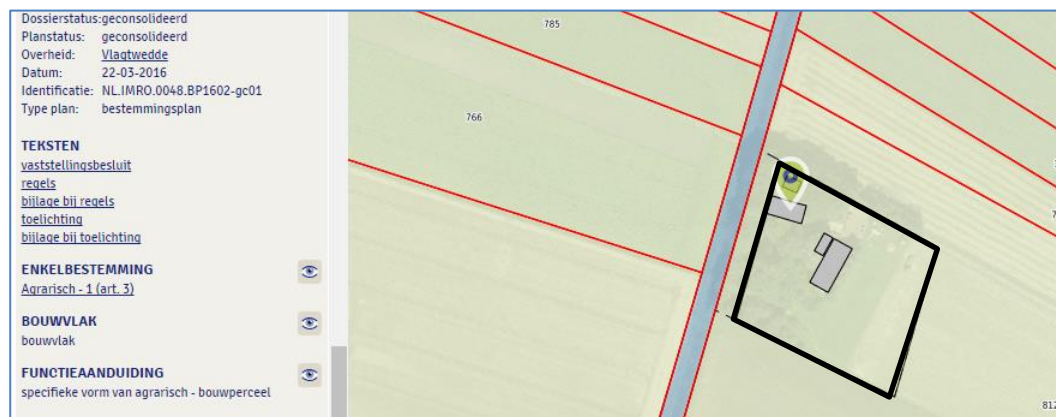 Dossierstatus:geconsolideerd
Planstatus: geconsolideerd
Overheid: Vlagtwedde
Datum: 22-03-2016
Identificatie: NL.IMRO.0048.BP1602-gc01
Type plan: bestemmingsplan
TEKSTEN
vaststellingsbesluit
regels
bijlage bij regels
toelichting
bijlage bij toelichting
ENKELBESTEMMING
Agrarisch - 1 (art. 3)
BOUWVLAK
bouwvlak
FUNCTIEAANDUIDING
specifieke vorm van agrarisch - bouwperceel
785
766
812